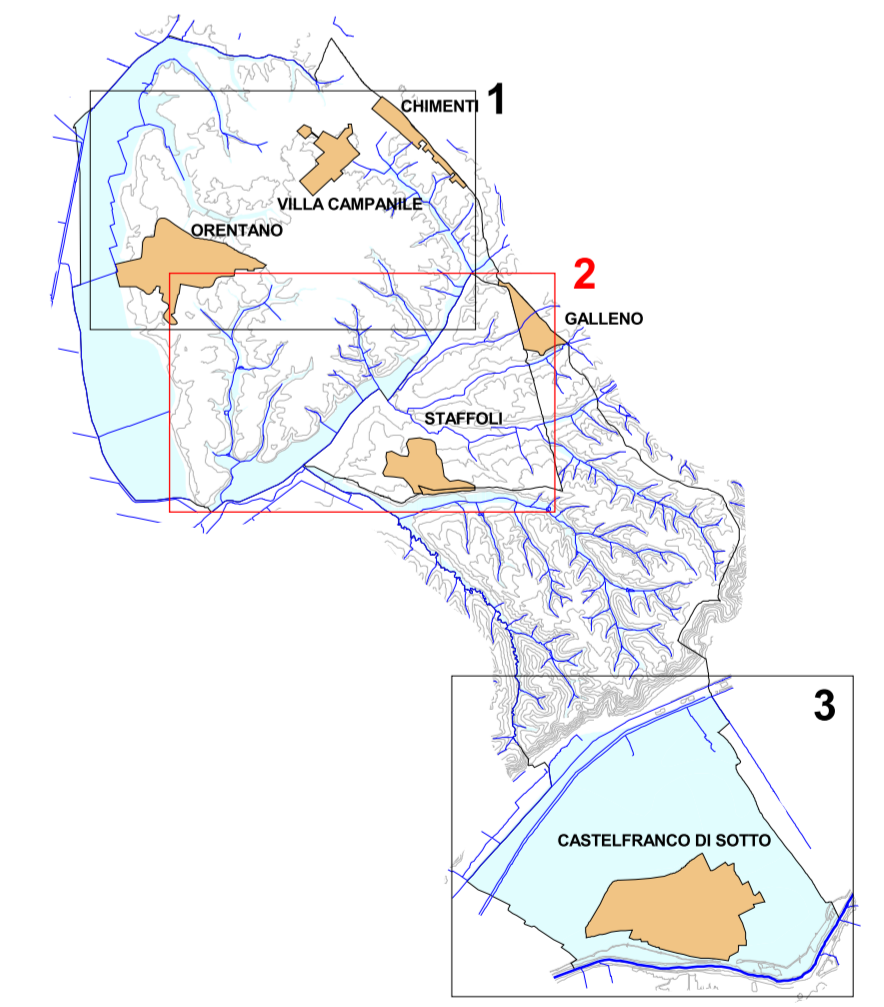 1
CHIMENTI
VILLA CAMPANILE
ORENTANO
2
GALLENO
STAFFOLI
3
CASTELFRANCO DI SOTTO